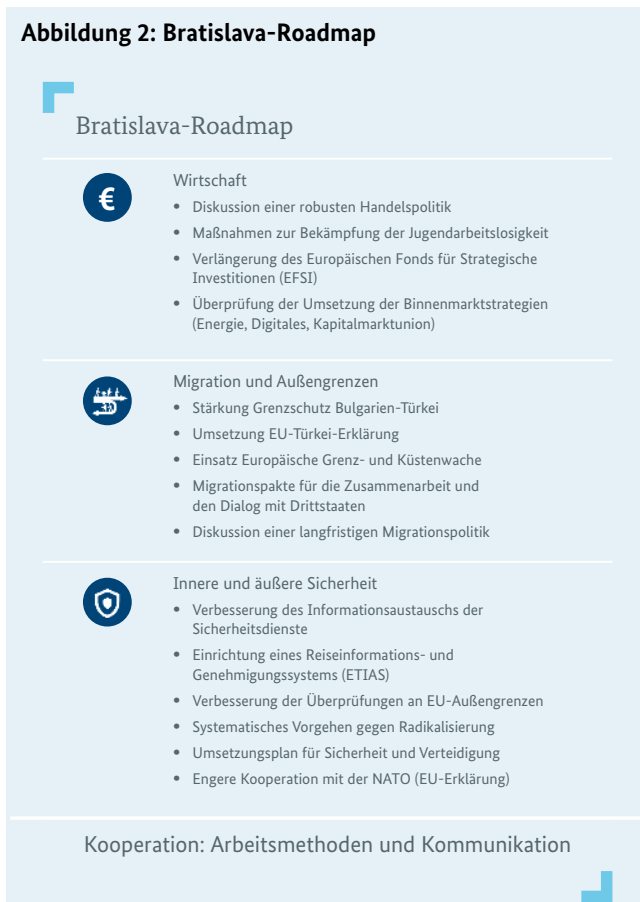 Abbildung 2: Bratislava-Roadmap
Bratislava-Roadmap
€
Wirtschaft
• Diskussion einer robusten Handelspolitik
• Maßnahmen zur Bekämpfung der Jugendarbeitslosigkeit
• Verlängerung des Europäischen Fonds für Strategische
Investitionen (EFSI)
• Überprüfung der Umsetzung der Binnenmarktstrategien
(Energie, Digitales, Kapitalmarktunion)
Migration und Außengrenzen
• Stärkung Grenzschutz Bulgarien-Türkei
• Umsetzung EU-Türkei-Erklärung
• Einsatz Europäische Grenz- und Küstenwache
• Migrationspakte für die Zusammenarbeit und
den Dialog mit Drittstaaten
• Diskussion einer langfristigen Migrationspolitik
Innere und äußere Sicherheit
• Verbesserung des Informationsaustauschs der
Sicherheitsdienste
• Einrichtung eines Reiseinformations- und
Genehmigungssystems (ETIAS)
• Verbesserung der Überprüfungen an EU-Außengrenzen
• Systematisches Vorgehen gegen Radikalisierung
• Umsetzungsplan für Sicherheit und Verteidigung
• Engere Kooperation mit der NATO (EU-Erklärung)
Kooperation: Arbeitsmethoden und Kommunikation